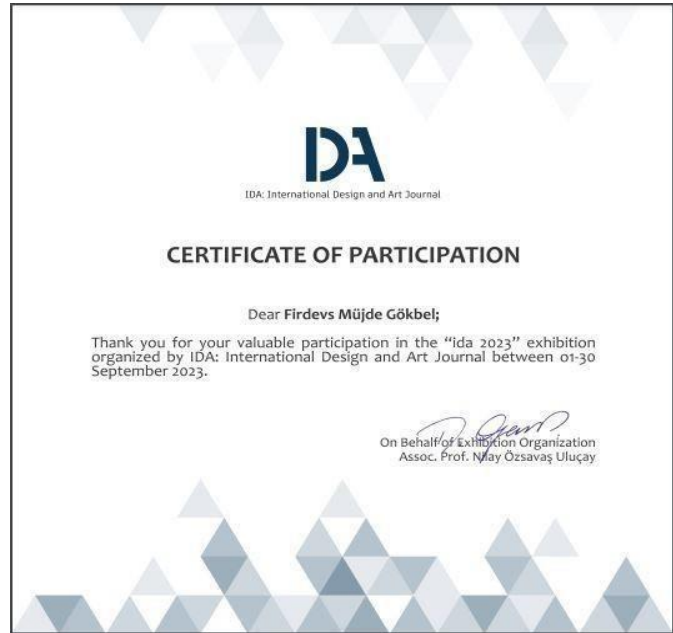 IDA
IDA: International Design and Art Journal
CERTIFICATE OF PARTICIPATION
Dear Firdevs Müjde Gökbel;
Thank you for your valuable participation in the “ida 2023” exhibition
organized by IDA: International Design and Art Journal between 01-30
September 2023.
On Behalf of Exhibition Organization
Assoc. Prof. Nilay Özsavaş Uluçay